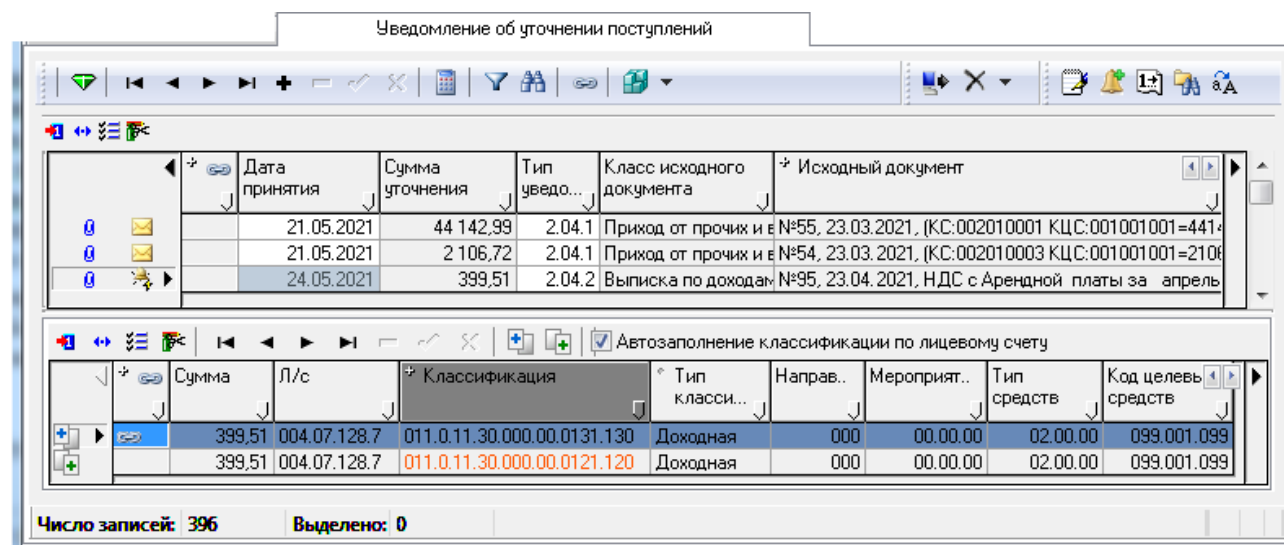 Уведомление об уточнении поступлений
Дата принятия Сумма уточнения Тип уведо... Класс исходного документа Исходный документ
21.05.2021 44 142,99 2.04.1 Приход от прочих и в №55, 23.03.2021, (КС:002010001 КЦС:001001001=4414
21.05.2021 2 106,72 2.04.1 Приход от прочих и в №54, 23.03.2021, (КС:002010003 КЦС:001001001=2106
24.05.2021 399,51 2.04.2 Выписка по доходам №95, 23.04.2021, НДС с Арендной платы за апрель
Автозаполнение классификации по лицевому счету
Сумма Л/с Классификация Тип класси... Направ.. Мероприят.. Тип средств Код целевь средств
399,51 004.07.128.7 011.0.11.30.000.00.0131.130 Доходная 000 00.00.00 02.00.00 099.001.099
399,51 004.07.128.7 011.0.11.30.000.00.0121.120 Доходная 000 00.00.00 02.00.00 099.001.099
Число записей: 396 Выделено: 0